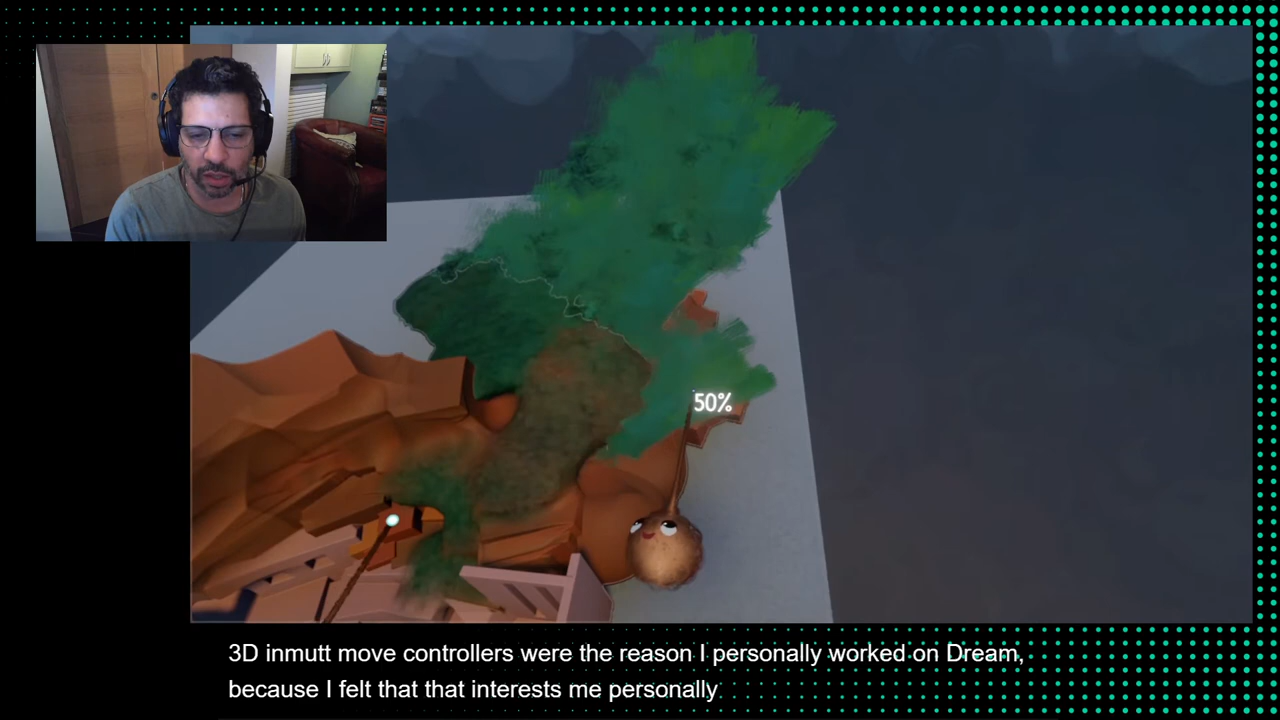 50%
3D inmutt move controllers were the reason I personally worked on Dream,
because I felt that that interests me personally